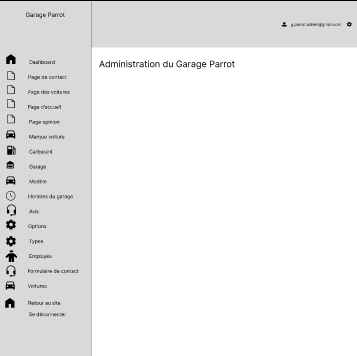 Garage Parrot
g.parrot.admin@gmail.com
Administration du Garage Parrot
Dashboard
Page de contact
Page des voitures
Page d'accueil
Page opinion
Marque voiture
Carburant
Garage
Modèle
Horaires du garage
Avis
Options
Types
Employés
Formulaire de contact
Voitures
Retour au site
Se déconnecter